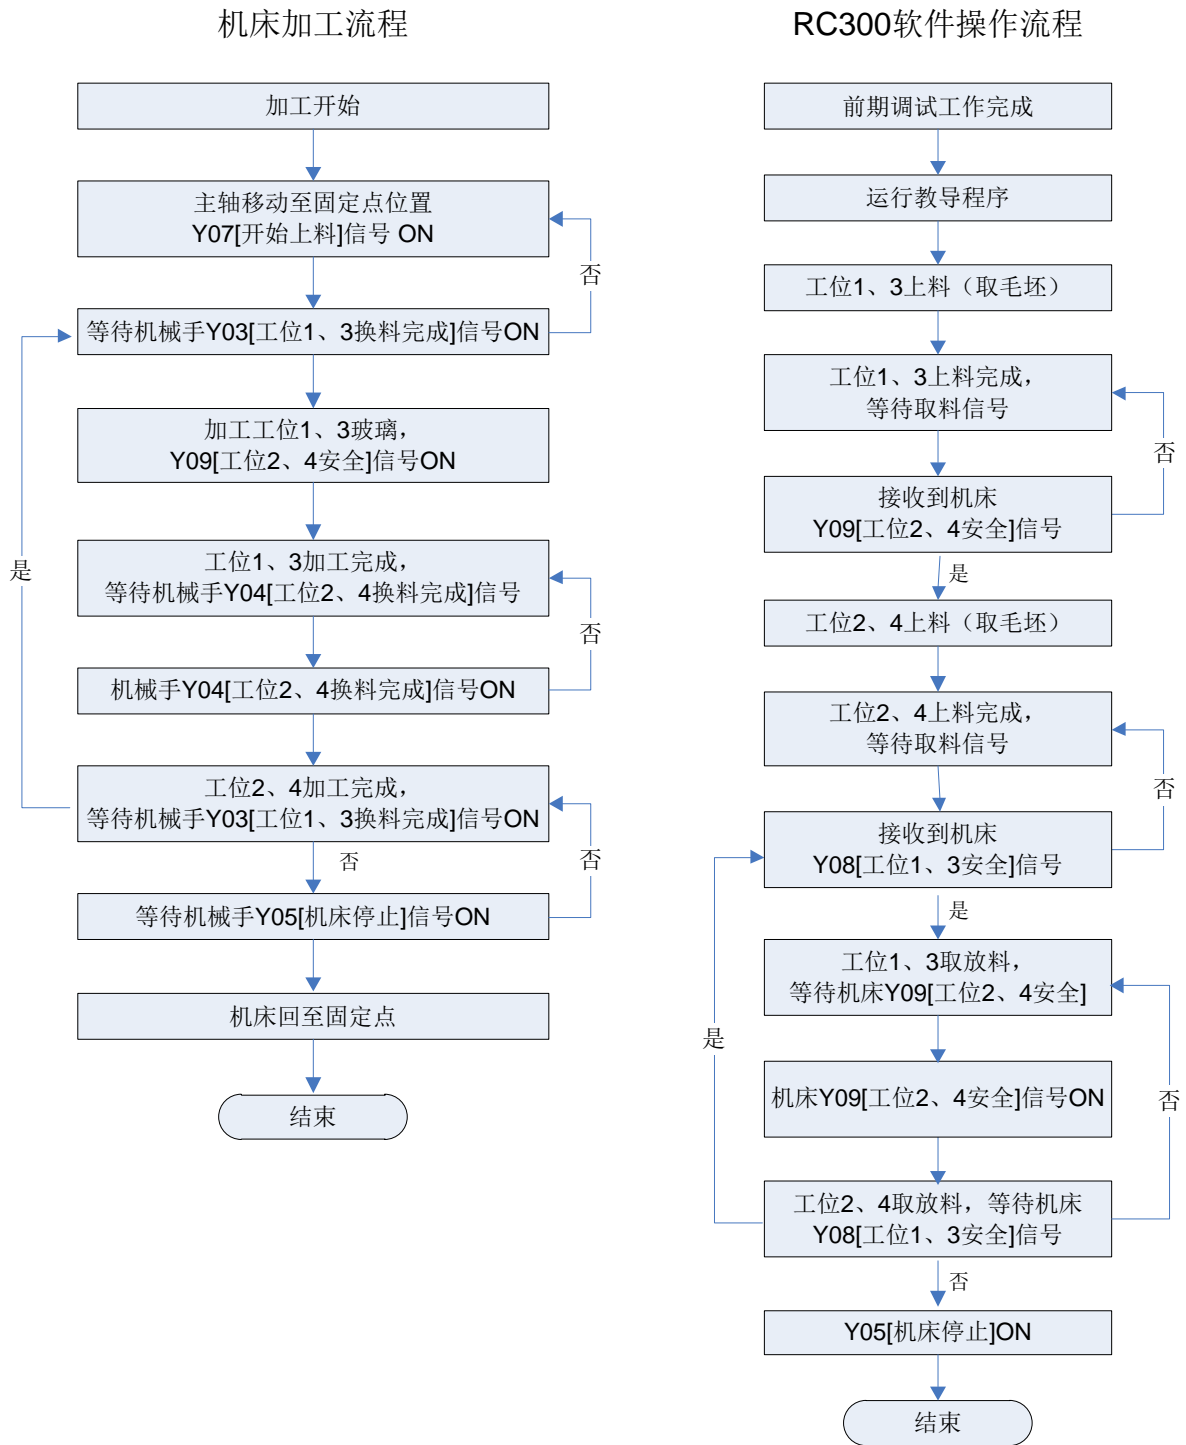 机床加工流程
加工开始
主轴移动至固定点位置
Y07[开始上料]信号 ON
否
等待机械手Y03[工位1、3换料完成]信号ON
加工工位1、3玻璃，
Y09[工位2、4安全]信号ON
是
工位1、3加工完成，
等待机械手Y04[工位2、4换料完成]信号
否
机械手Y04[工位2、4换料完成]信号ON
工位2、4加工完成，
等待机械手Y03[工位1、3换料完成]信号ON
否
否
等待机械手Y05[机床停止]信号ON
机床回至固定点
结束
RC300软件操作流程
前期调试工作完成
运行教导程序
工位1、3上料（取毛坯）
工位1、3上料完成，
等待取料信号
否
接收到机床
Y09[工位2、4安全]信号
是
工位2、4上料（取毛坯）
工位2、4上料完成，
等待取料信号
否
接收到机床
Y08[工位1、3安全]信号
是
工位1、3取放料，
等待机床Y09[工位2、4安全]
是
机床Y09[工位2、4安全]信号ON
否
工位2、4取放料，等待机床
Y08[工位1、3安全]信号
否
Y05[机床停止]ON
结束